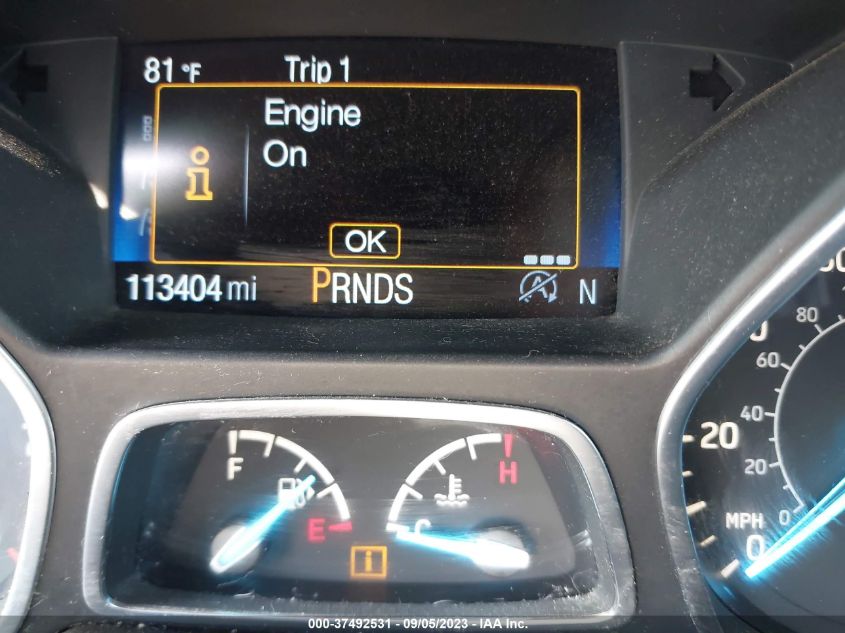 81 °F Trip 1
Engine
On
OK
113404 mi PRNDS N
80
60
40
20
0
20
MPH 0
F
E
C
H
000-37492531 - 09/05/2023 - IAA Inc.